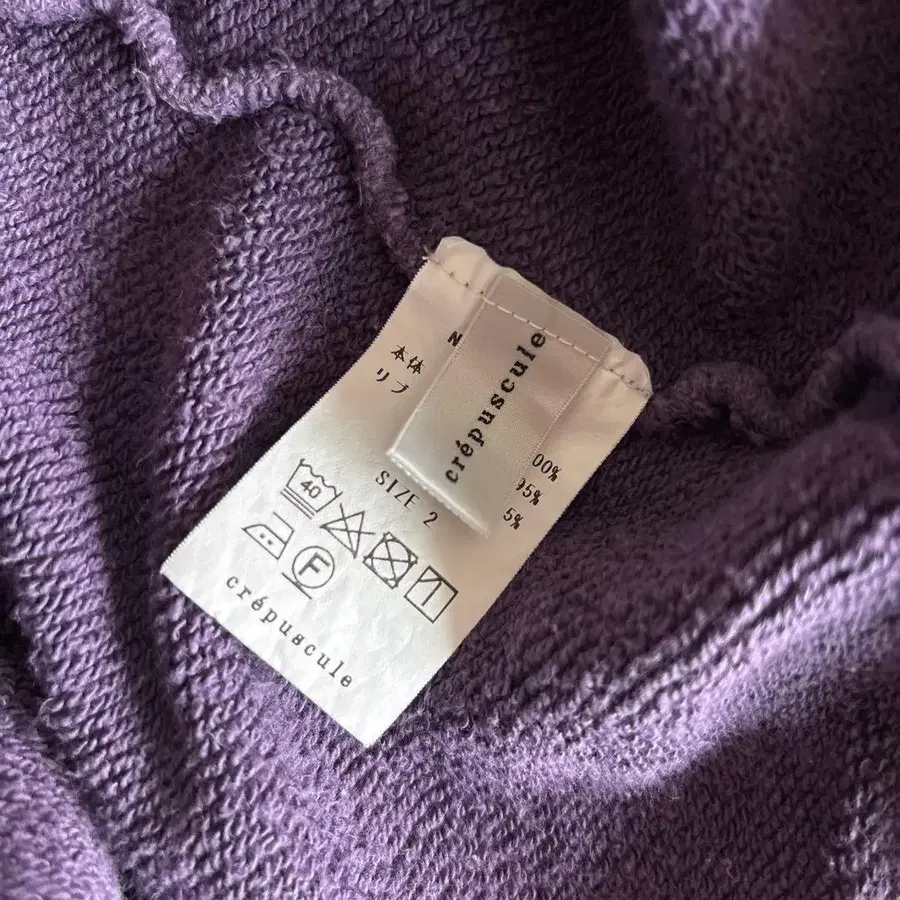 crépuscule
N
本体
リブ
00%
95%
5%
SIZE 2
40
F
crépuscule